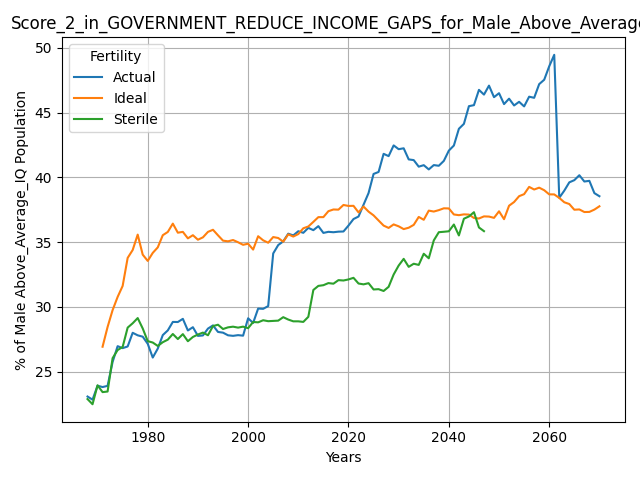 Score_2_in_GOVERNMENT_REDUCE_INCOME_GAPS_for_Male_Above_Average
Fertility
Actual
Ideal
Sterile
50
45
40
35
30
25
% of Male Above_Average_IQ Population
1980
2000
2020
2040
2060
Years